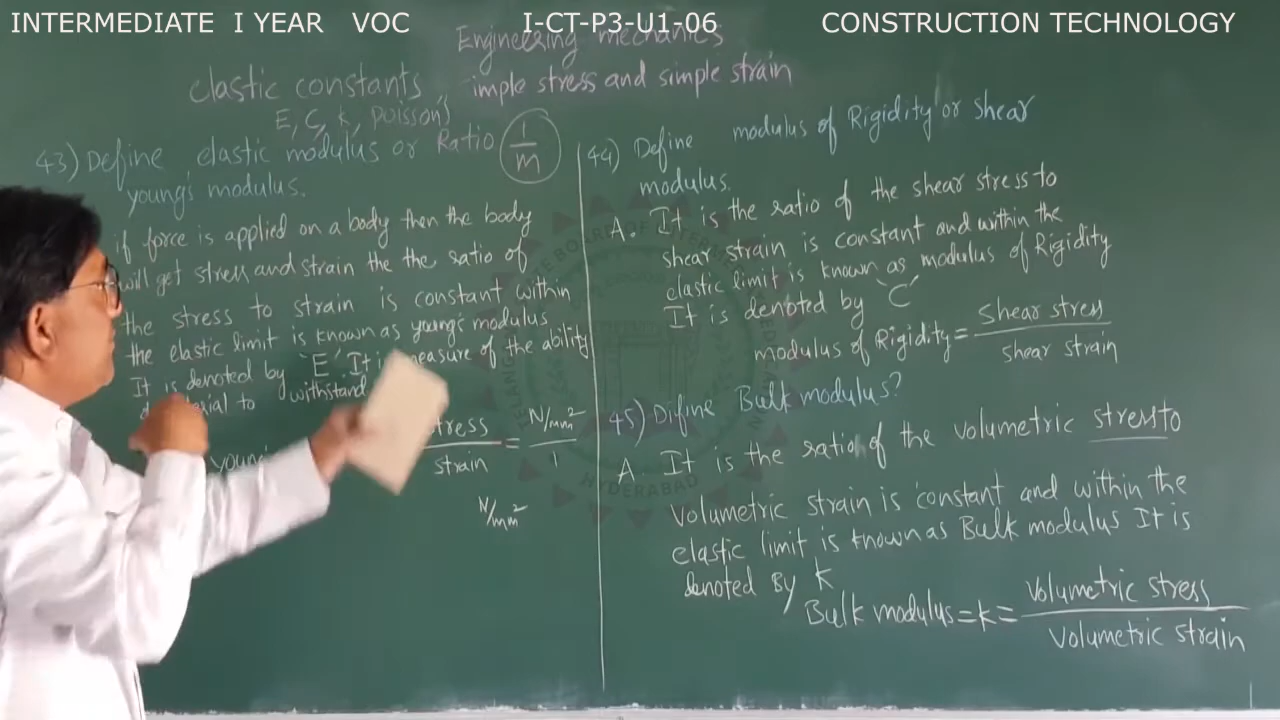 INTERMEDIATE I YEAR VOC I-CT-P3-U1-06 CONSTRUCTION TECHNOLOGY
Engineering mechanics
elastic constants imple stress and simple strain
E, C, k, poisson's
43) Define elastic modulus or Ratio 1/m
young's modulus.
if force is applied on a body then the body
will get stress and strain the the ratio of
the stress to strain is constant within
the elastic limit is known as young's modulus
It is denoted by 'E' It is measure of the ability
to withstand
stress/strain = N/mm²/1
N/mm²
44) Define modulus of Rigidity or shear
modulus.
A. It is the ratio of the shear stress to
shear strain is constant and within the
elastic limit is known as modulus of Rigidity
It is denoted by 'C'
modulus of Rigidity = shear stress/shear strain
45) Difine Bulk modulus?
A It is the ratio of the volumetric stress to
volumetric strain is constant and within the
elastic limit is known as Bulk modulus It is
denoted By k
Bulk modulus = k = volumetric stress/volumetric strain
HYDERABAD